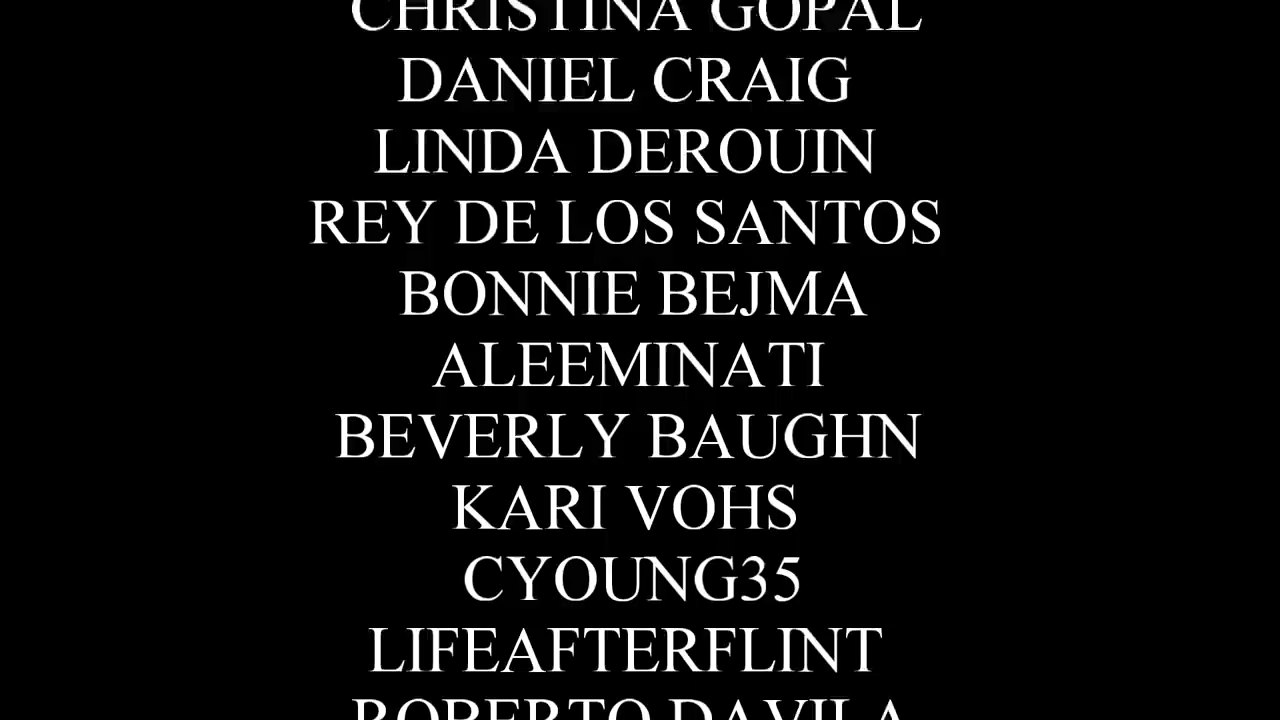 CHRISTINA GOPAL
DANIEL CRAIG
LINDA DEROUIN
REY DE LOS SANTOS
BONNIE BEJMA
ALEEMINATI
BEVERLY BAUGHN
KARI VOHS
CYOUNG35
LIFEAFTERFLINT
ROBERTO DAVILA